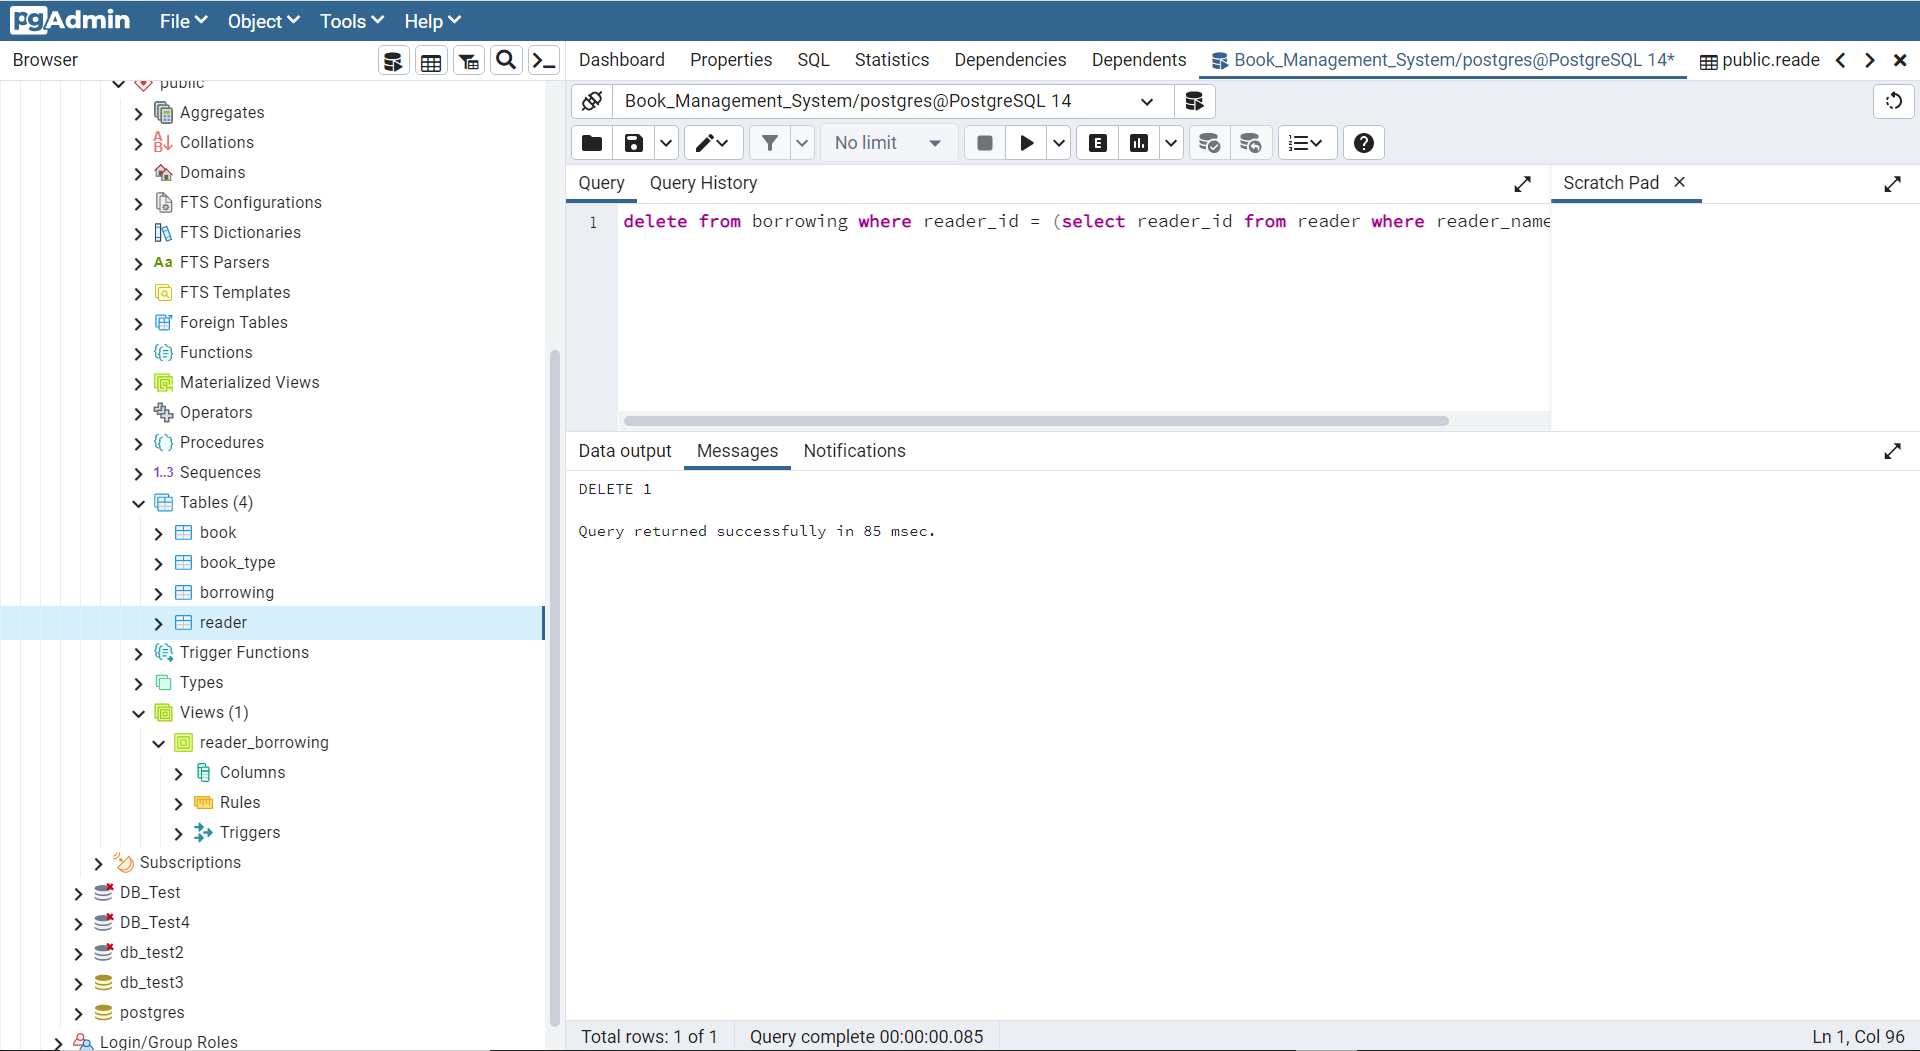 pgAdmin File Object Tools Help
Browser
Dashboard Properties SQL Statistics Dependencies Dependents Book_Management_System/postgres@PostgreSQL 14* public.reade
Book_Management_System/postgres@PostgreSQL 14
No limit
E
Query Query History
Scratch Pad
1 delete from borrowing where reader_id = (select reader_id from reader where reader_name
Data output Messages Notifications
DELETE 1
Query returned successfully in 85 msec.
public
Aggregates
Collations
Domains
FTS Configurations
FTS Dictionaries
Aa FTS Parsers
FTS Templates
Foreign Tables
Functions
Materialized Views
Operators
Procedures
1..3 Sequences
Tables (4)
book
book_type
borrowing
reader
Trigger Functions
Types
Views (1)
reader_borrowing
Columns
Rules
Triggers
Subscriptions
DB_Test
DB_Test4
db_test2
db_test3
postgres
Login/Group Roles
Total rows: 1 of 1 Query complete 00:00:00.085 Ln 1, Col 96